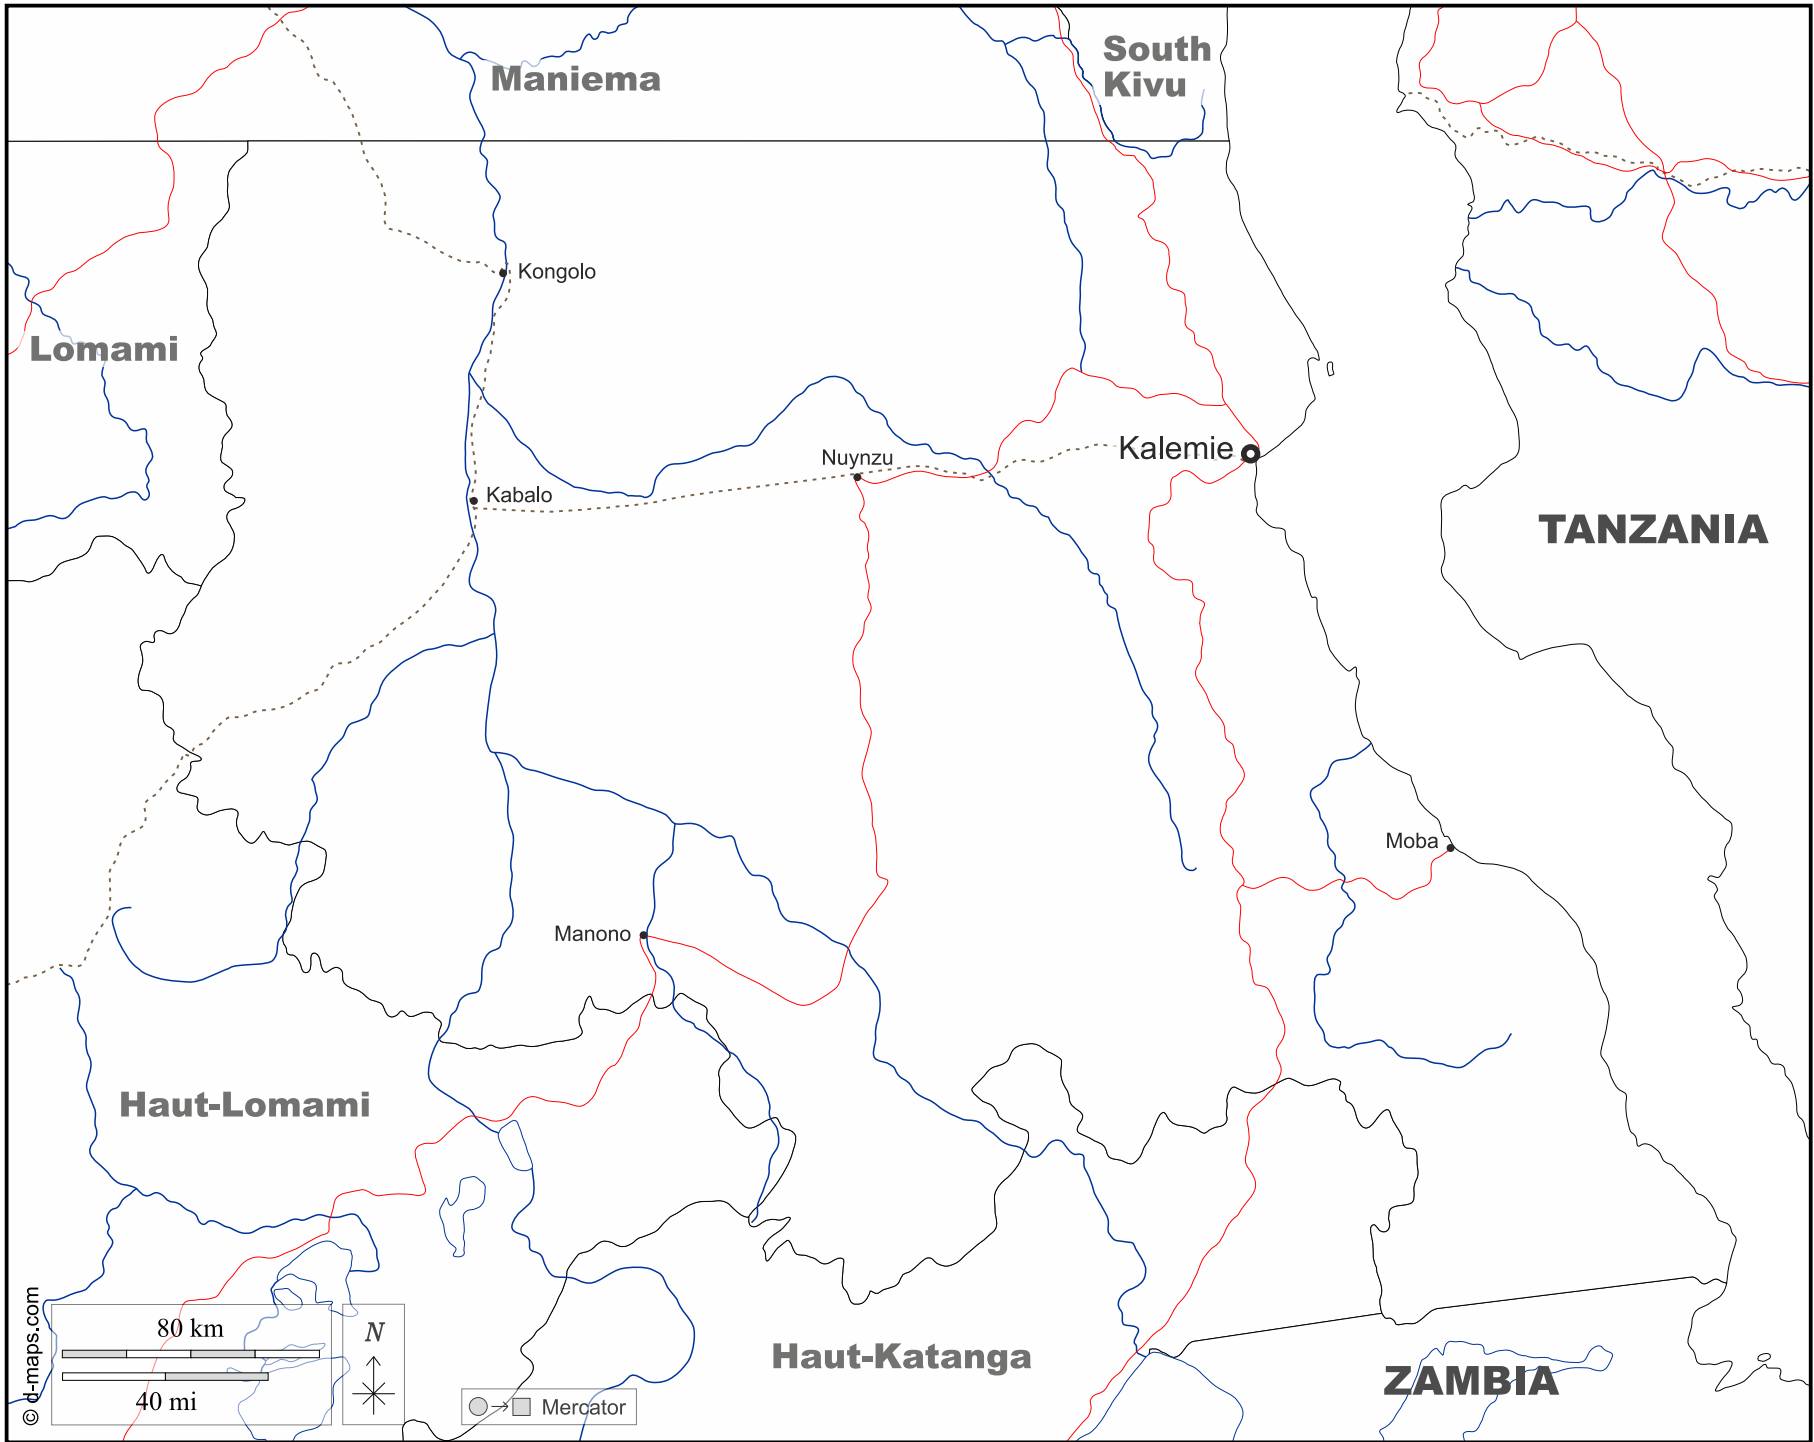 South
Kivu
Maniema
Kongolo
Lomami
Kalemie
Nuynzu
Kabalo
TANZANIA
Moba
Manono
Haut-Lomami
80 km
40 mi
N
Mercator
Haut-Katanga
ZAMBIA
© d-maps.com